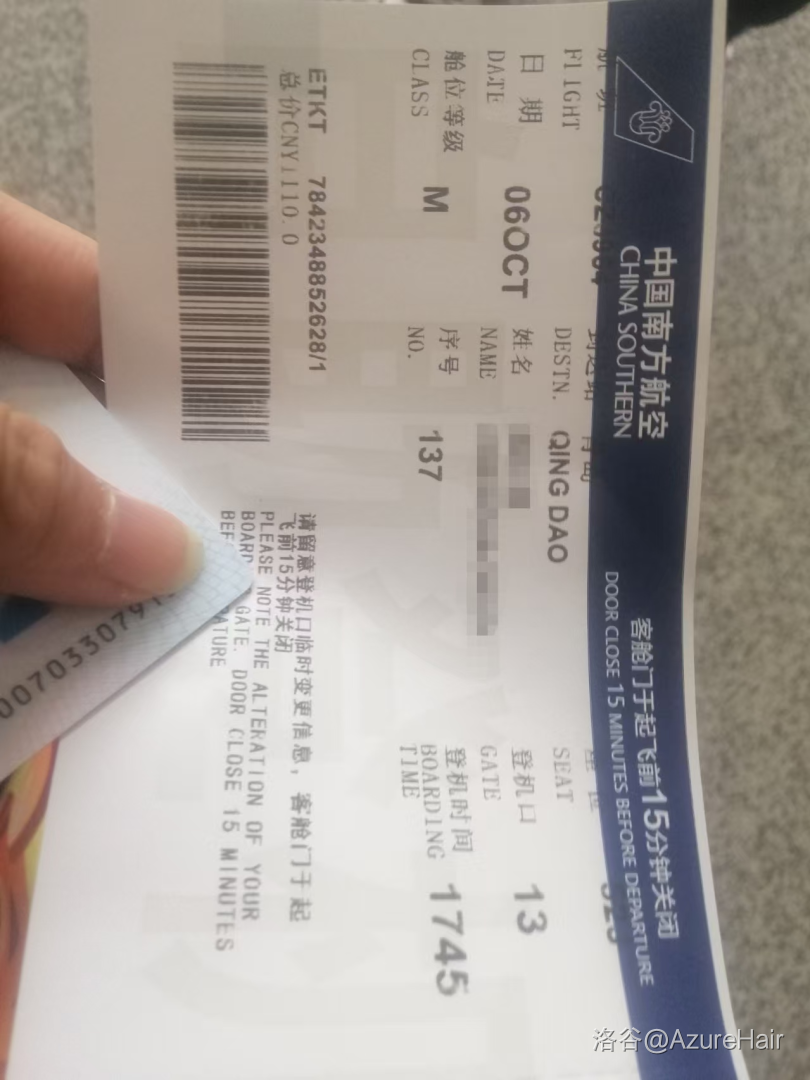 中国南方航空
CHINA SOUTHERN
客舱门于起飞前15分钟关闭
DOOR CLOSE 15 MINUTES BEFORE DEPARTURE
FLIGHT
DESTN. QING DAO
SEAT
日期
DATE 06OCT
姓名
NAME
登机口
GATE 13
舱位等级
CLASS M
序号
NO. 137
登机时间
BOARDING
TIME 1745
ETKT 7842348852628/1
总价CNY1110.0
请留意登机口临时变更信息，客舱门于起
飞前15分钟关闭
PLEASE NOTE THE ALTERATION OF YOUR
GATE. DOOR CLOSE 15 MINUTES
洛谷@AzureHair